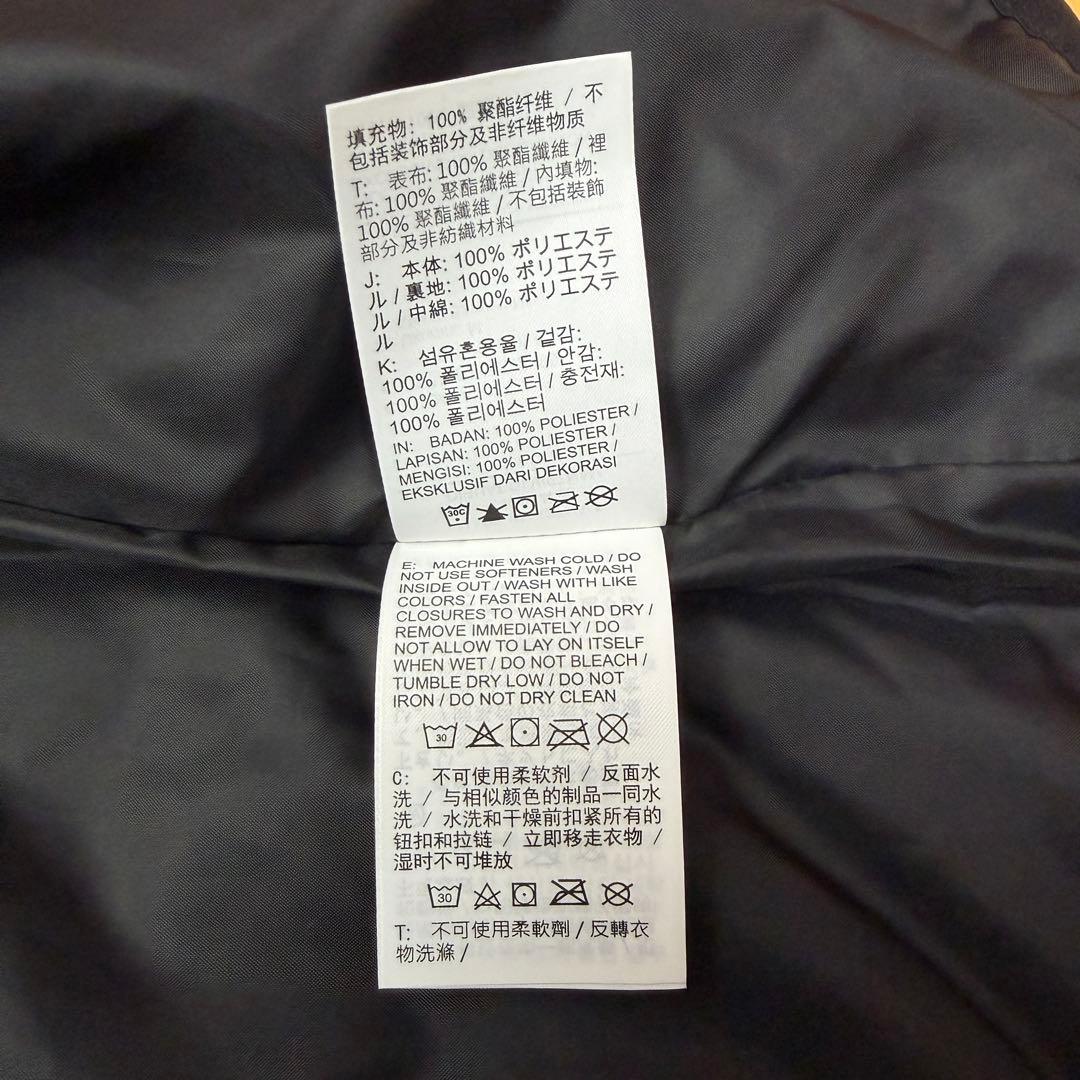 填充物: 100% 聚酯纤维 / 不
包括装饰部分及非纤维物质
T: 表布: 100% 聚酯纖維 / 裡
布: 100% 聚酯纖維 / 內填物:
100% 聚酯纖維 / 不包括裝飾
部分及非紡織材料
J: 本体: 100% ポリエステ
ル / 裏地: 100% ポリエステ
ル / 中綿: 100% ポリエステ
ル
K: 섬유혼용율 / 겉감:
100% 폴리에스터 / 안감:
100% 폴리에스터 / 충전재:
100% 폴리에스터
IN: BADAN: 100% POLIESTER /
LAPISAN: 100% POLIESTER /
MENGISI: 100% POLIESTER /
EKSKLUSIF DARI DEKORASI
30C
E: MACHINE WASH COLD / DO
NOT USE SOFTENERS / WASH
INSIDE OUT / WASH WITH LIKE
COLORS / FASTEN ALL
CLOSURES TO WASH AND DRY /
REMOVE IMMEDIATELY / DO
NOT ALLOW TO LAY ON ITSELF
WHEN WET / DO NOT BLEACH /
TUMBLE DRY LOW / DO NOT
IRON / DO NOT DRY CLEAN
30
C: 不可使用柔软剂 / 反面水
洗 / 与相似颜色的制品一同水
洗 / 水洗和干燥前扣紧所有的
钮扣和拉链 / 立即移走衣物 /
湿时不可堆放
30
T: 不可使用柔軟劑 / 反轉衣
物洗滌 /